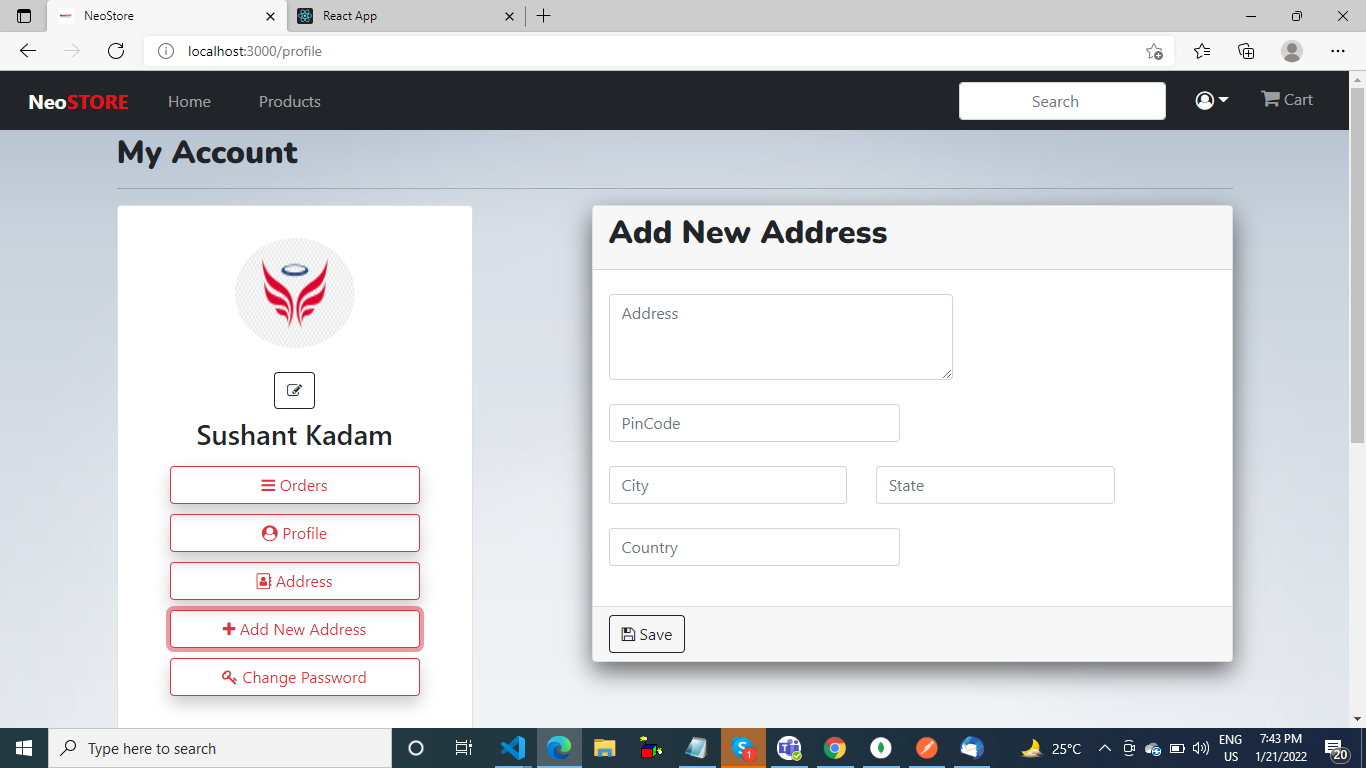 NeoStore
React App
localhost:3000/profile
NeoSTORE
Home
Products
Search
Cart
My Account
Add New Address
Address
PinCode
City
State
Country
Save
Sushant Kadam
Orders
Profile
Address
Add New Address
Change Password
Type here to search
1
25°C
ENG
US
7:43 PM
1/21/2022
20